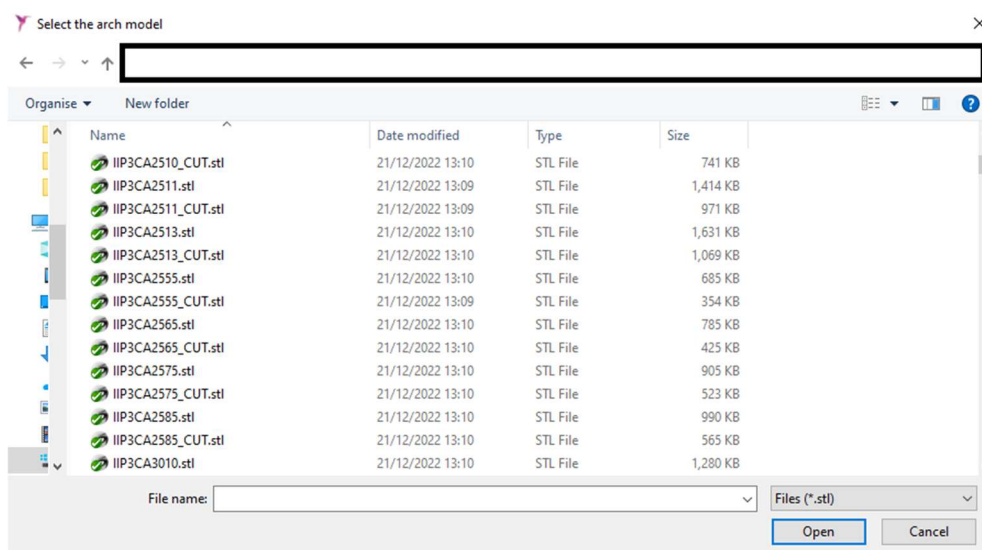 Select the arch model
Organise New folder
Name Date modified Type Size
IIP3CA2510_CUT.stl 21/12/2022 13:10 STL File 741 KB
IIP3CA2511.stl 21/12/2022 13:09 STL File 1,414 KB
IIP3CA2511_CUT.stl 21/12/2022 13:09 STL File 971 KB
IIP3CA2513.stl 21/12/2022 13:10 STL File 1,631 KB
IIP3CA2513_CUT.stl 21/12/2022 13:10 STL File 1,069 KB
IIP3CA2555.stl 21/12/2022 13:10 STL File 685 KB
IIP3CA2555_CUT.stl 21/12/2022 13:09 STL File 354 KB
IIP3CA2565.stl 21/12/2022 13:10 STL File 785 KB
IIP3CA2565_CUT.stl 21/12/2022 13:10 STL File 425 KB
IIP3CA2575.stl 21/12/2022 13:10 STL File 905 KB
IIP3CA2575_CUT.stl 21/12/2022 13:10 STL File 523 KB
IIP3CA2585.stl 21/12/2022 13:10 STL File 990 KB
IIP3CA2585_CUT.stl 21/12/2022 13:10 STL File 565 KB
IIP3CA3010.stl 21/12/2022 13:10 STL File 1,280 KB
File name: Files (*.stl)
Open Cancel